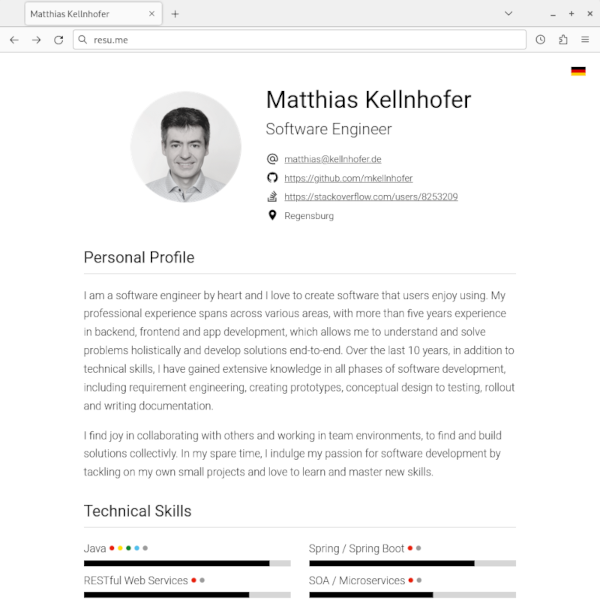 Matthias Kellnhofer
resu.me
Matthias Kellnhofer
Software Engineer
matthias@kellnhofer.de
https://github.com/mkellnhofer
https://stackoverflow.com/users/8253209
Regensburg
Personal Profile
I am a software engineer by heart and I love to create software that users enjoy using. My
professional experience spans across various areas, with more than five years experience
in backend, frontend and app development, which allows me to understand and solve
problems holistically and develop solutions end-to-end. Over the last 10 years, in addition to
technical skills, I have gained extensive knowledge in all phases of software development,
including requirement engineering, creating prototypes, conceptual design to testing, rollout
and writing documentation.
I find joy in collaborating with others and working in team environments, to find and build
solutions collectivly. In my spare time, I indulge my passion for software development by
tackling on my own small projects and love to learn and master new skills.
Technical Skills
Java
Spring / Spring Boot
RESTful Web Services
SOA / Microservices